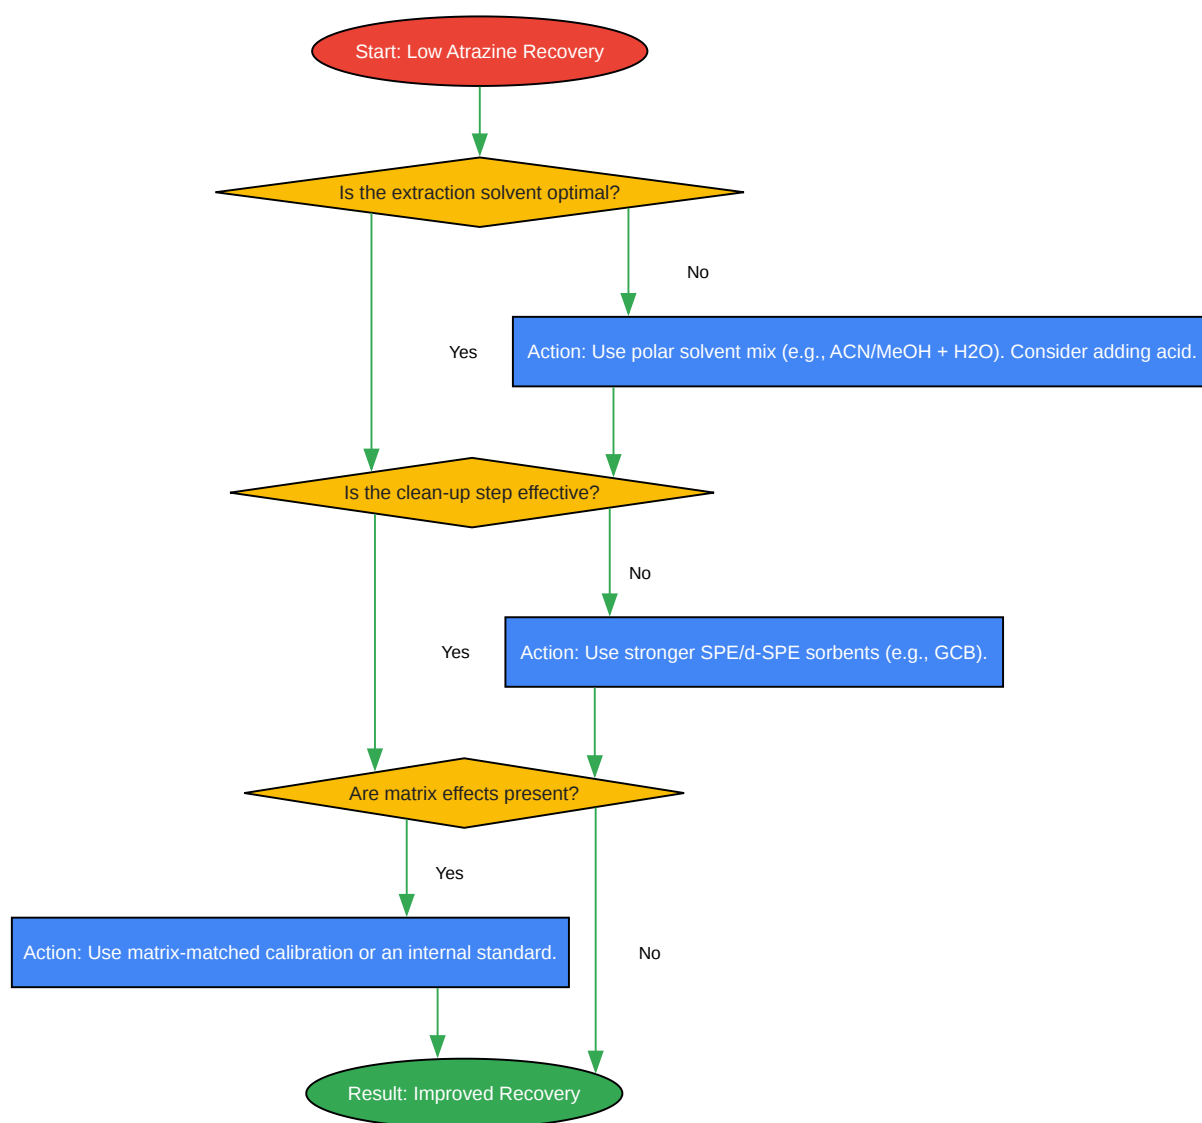 Start: Low Atrazine Recovery
Is the extraction solvent optimal?
No
Yes
Action: Use polar solvent mix (e.g., ACN/MeOH + H2O). Consider adding acid.
Is the clean-up step effective?
No
Yes
Action: Use stronger SPE/d-SPE sorbents (e.g., GCB).
Are matrix effects present?
Yes
Action: Use matrix-matched calibration or an internal standard.
No
Result: Improved Recovery